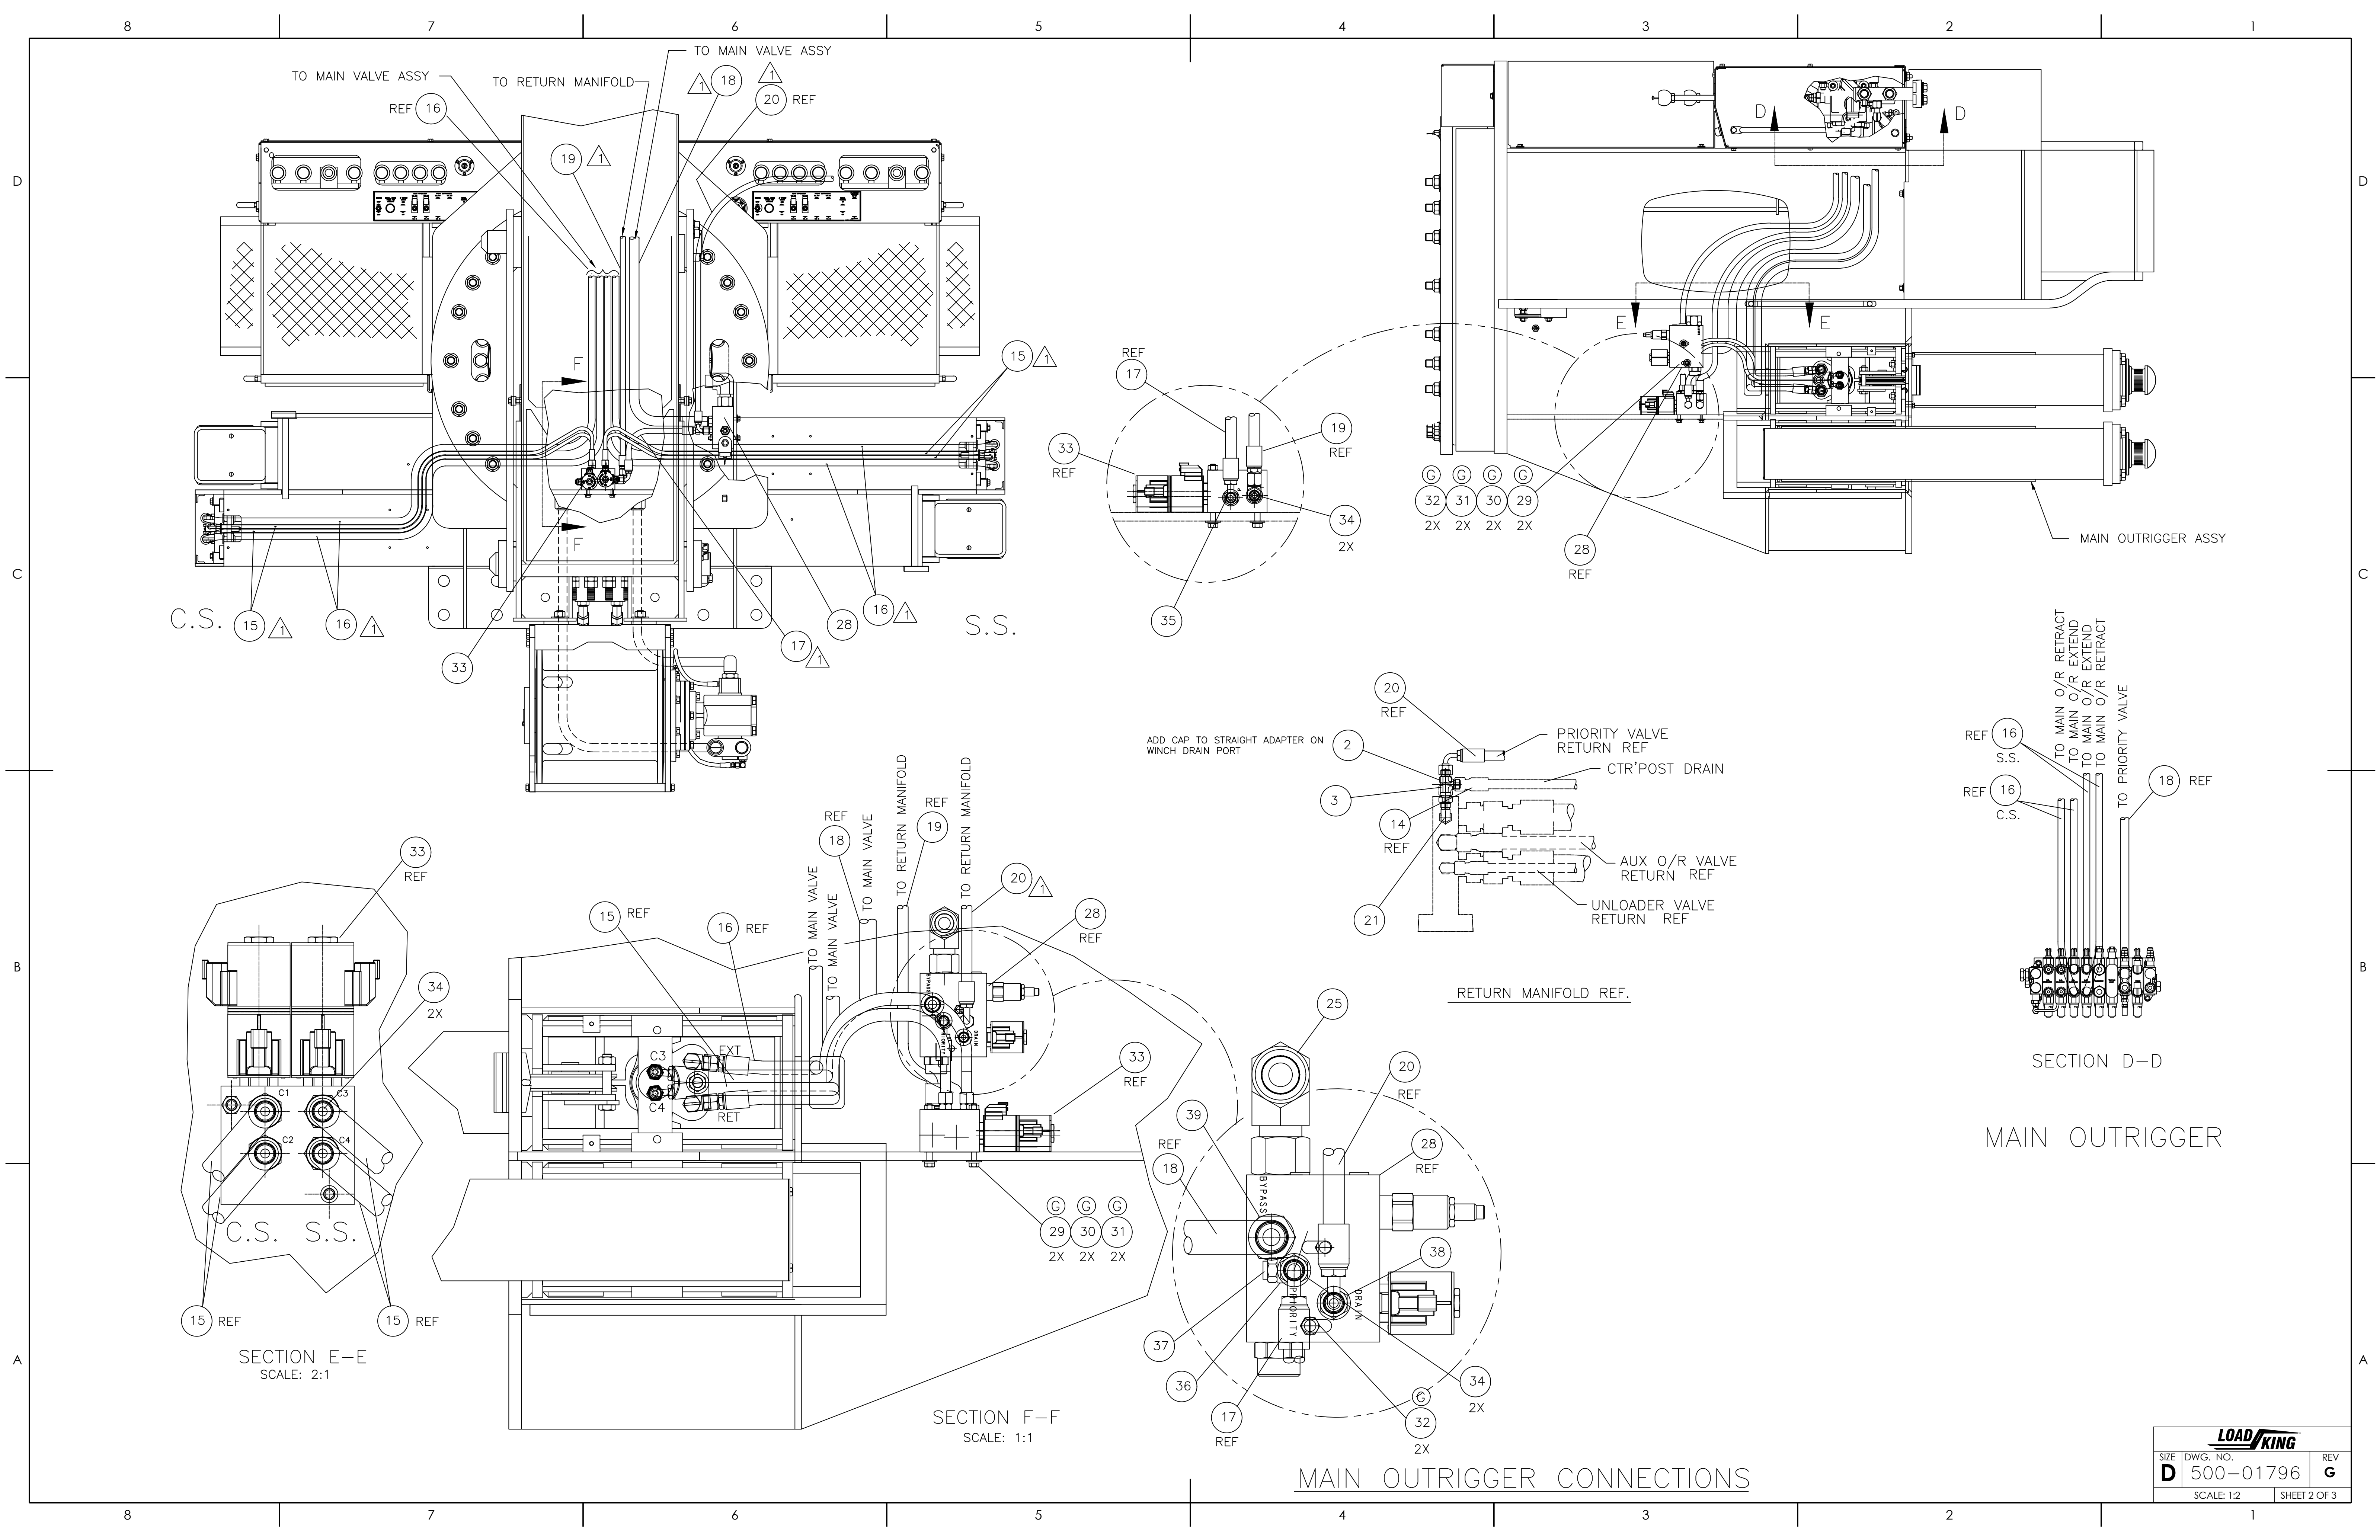 8 7 6 5 4 3 2 1
D
C
B
A
D
C
B
A
TO MAIN VALVE ASSY
TO MAIN VALVE ASSY
TO RETURN MANIFOLD
REF 16
1 18
1
20 REF
19 1
F
F
15 1
C.S.
15 1
16 1
33
17 1
28
16 1
S.S.
REF
17
33
REF
19
REF
34
2X
35
D D
E E
G G G G
32 31 30 29
2X 2X 2X 2X
28
REF
MAIN OUTRIGGER ASSY
ADD CAP TO STRAIGHT ADAPTER ON
WINCH DRAIN PORT
20
REF
2
3
14
REF
21
PRIORITY VALVE
RETURN REF
CTR'POST DRAIN
AUX O/R VALVE
RETURN REF
UNLOADER VALVE
RETURN REF
RETURN MANIFOLD REF.
TO MAIN O/R RETRACT
TO MAIN O/R EXTEND
TO MAIN O/R EXTEND
TO MAIN O/R RETRACT
TO PRIORITY VALVE
REF 16
S.S.
REF 16
C.S.
18 REF
SECTION D-D
MAIN OUTRIGGER
33
REF
34
2X
C1 C3
C2 C4
C.S. S.S.
15 REF
15 REF
SECTION E-E
SCALE: 2:1
15 REF
16 REF
TO MAIN VALVE
TO MAIN VALVE
REF
18
TO MAIN VALVE
TO RETURN MANIFOLD
REF
19
TO RETURN MANIFOLD
20 1
28
REF
33
REF
EXT
C3
C4
RET
BYPASS
PRIORITY
DRAIN
G G G
29 30 31
2X 2X 2X
SECTION F-F
SCALE: 1:1
25
20
REF
39
REF
18
28
REF
BYPASS
PRIORITY
DRAIN
38
37
36
17
REF
34
2X
G
32
2X
MAIN OUTRIGGER CONNECTIONS
LOAD KING
SIZE DWG. NO. REV
D 500-01796 G
SCALE: 1:2 SHEET 2 OF 3
8 7 6 5 4 3 2 1